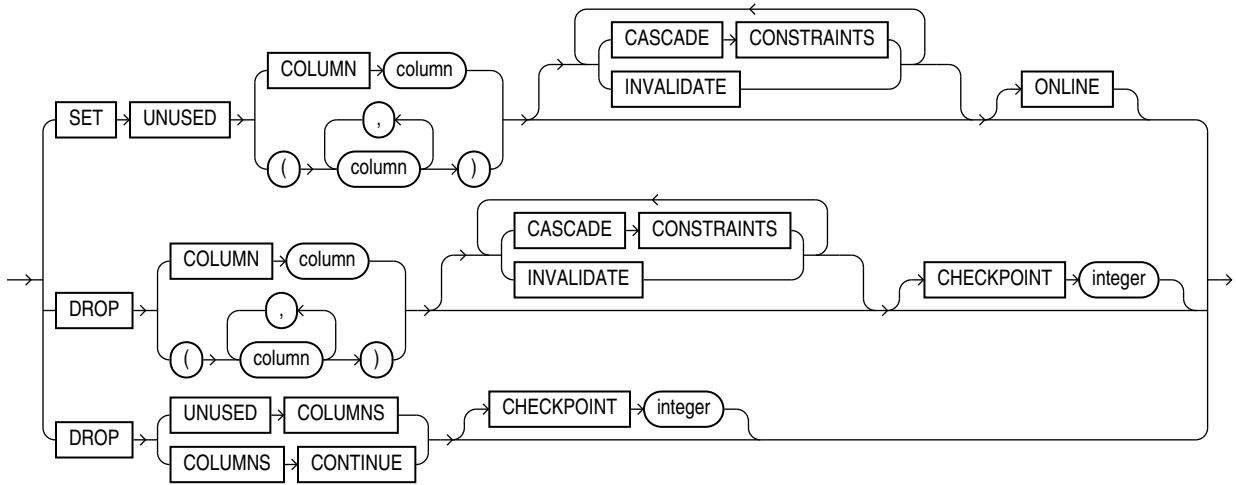 CASCADE CONSTRAINTS
INVALIDATE
COLUMN column
SET UNUSED
,
( column )
ONLINE
CASCADE CONSTRAINTS
INVALIDATE
COLUMN column
DROP
,
( column )
CHECKPOINT integer
UNUSED COLUMNS
DROP
COLUMNS CONTINUE
CHECKPOINT integer